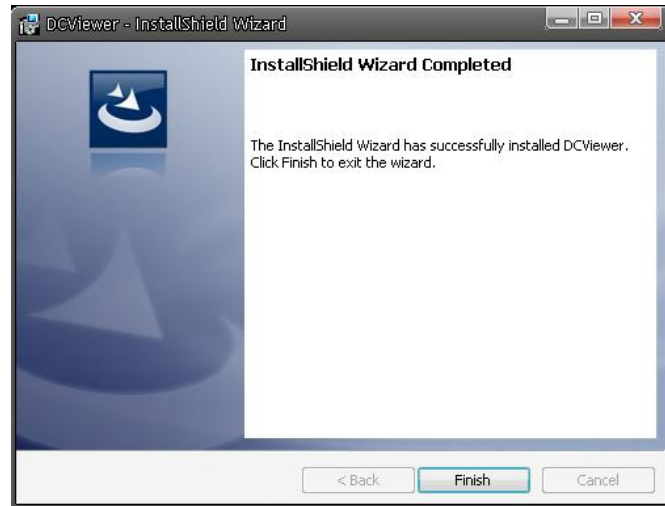 DCViewer - InstallShield Wizard
InstallShield Wizard Completed
The InstallShield Wizard has successfully installed DCViewer.
Click Finish to exit the wizard.
< Back
Finish
Cancel